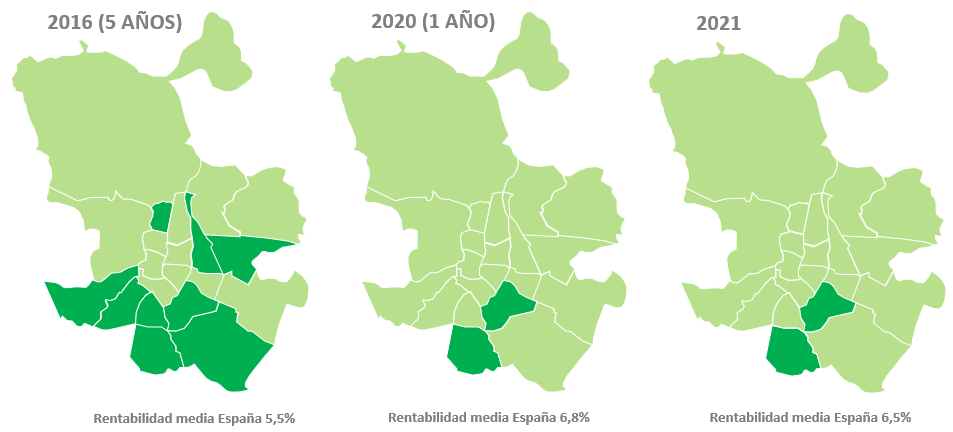 2016 (5 AÑOS)
2020 (1 AÑO)
2021
Rentabilidad media España 5,5%
Rentabilidad media España 6,8%
Rentabilidad media España 6,5%